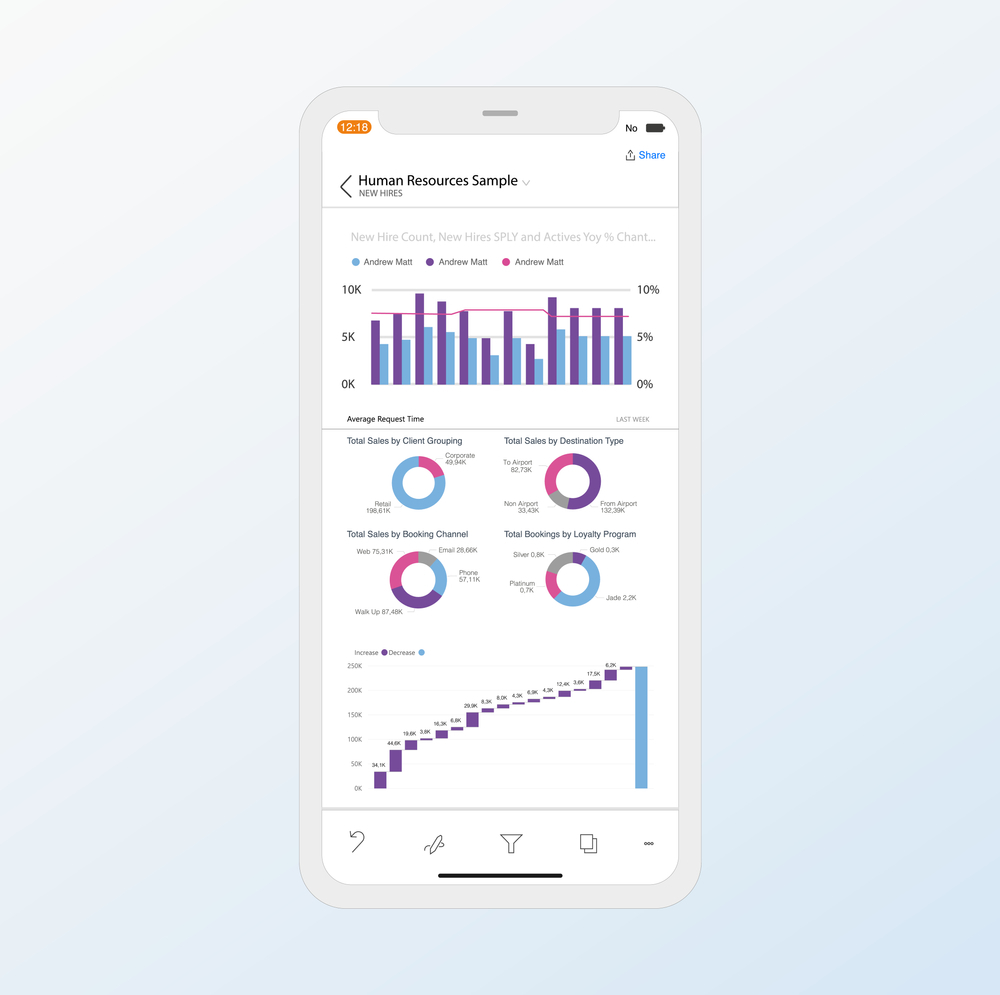 12:18
No
Share
Human Resources Sample
NEW HIRES
New Hire Count, New Hires SPLY and Actives Yoy % Chant...
Andrew Matt Andrew Matt Andrew Matt
10K 10%
5K 5%
0K 0%
Average Request Time LAST WEEK
Total Sales by Client Grouping
Corporate
49,94K
Retail
198,61K
Total Sales by Destination Type
To Airport
82,73K
Non Airport
33,43K
From Airport
132,39K
Total Sales by Booking Channel
Web 75,31K
Email 28,66K
Phone
57,11K
Walk Up 87,48K
Total Bookings by Loyalty Program
Silver 0,8K
Gold 0,3K
Platinum
0,7K
Jade 2,2K
Increase Decrease
250K
200K
150K
100K
50K
0K
34,1K
44,6K
19,6K
3,8K
16,3K
6,8K
29,9K
8,3K
8,0K
4,3K
6,9K
4,3K
12,4K
3,6K
17,5K
6,2K